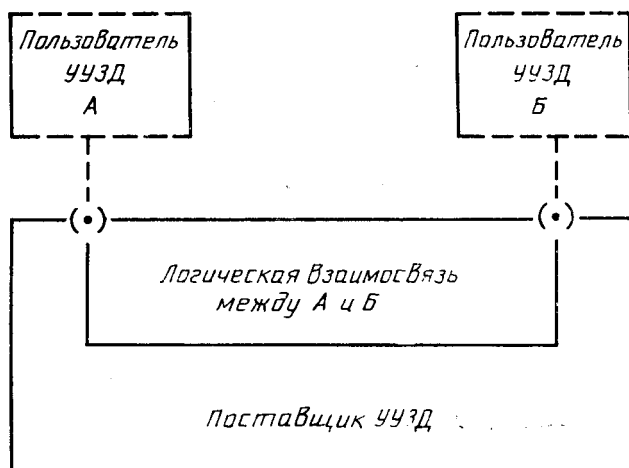 Пользователь
УУЗД
А
Пользователь
УУЗД
Б
Логическая взаимосвязь
между А и Б
Поставщик УУЗД